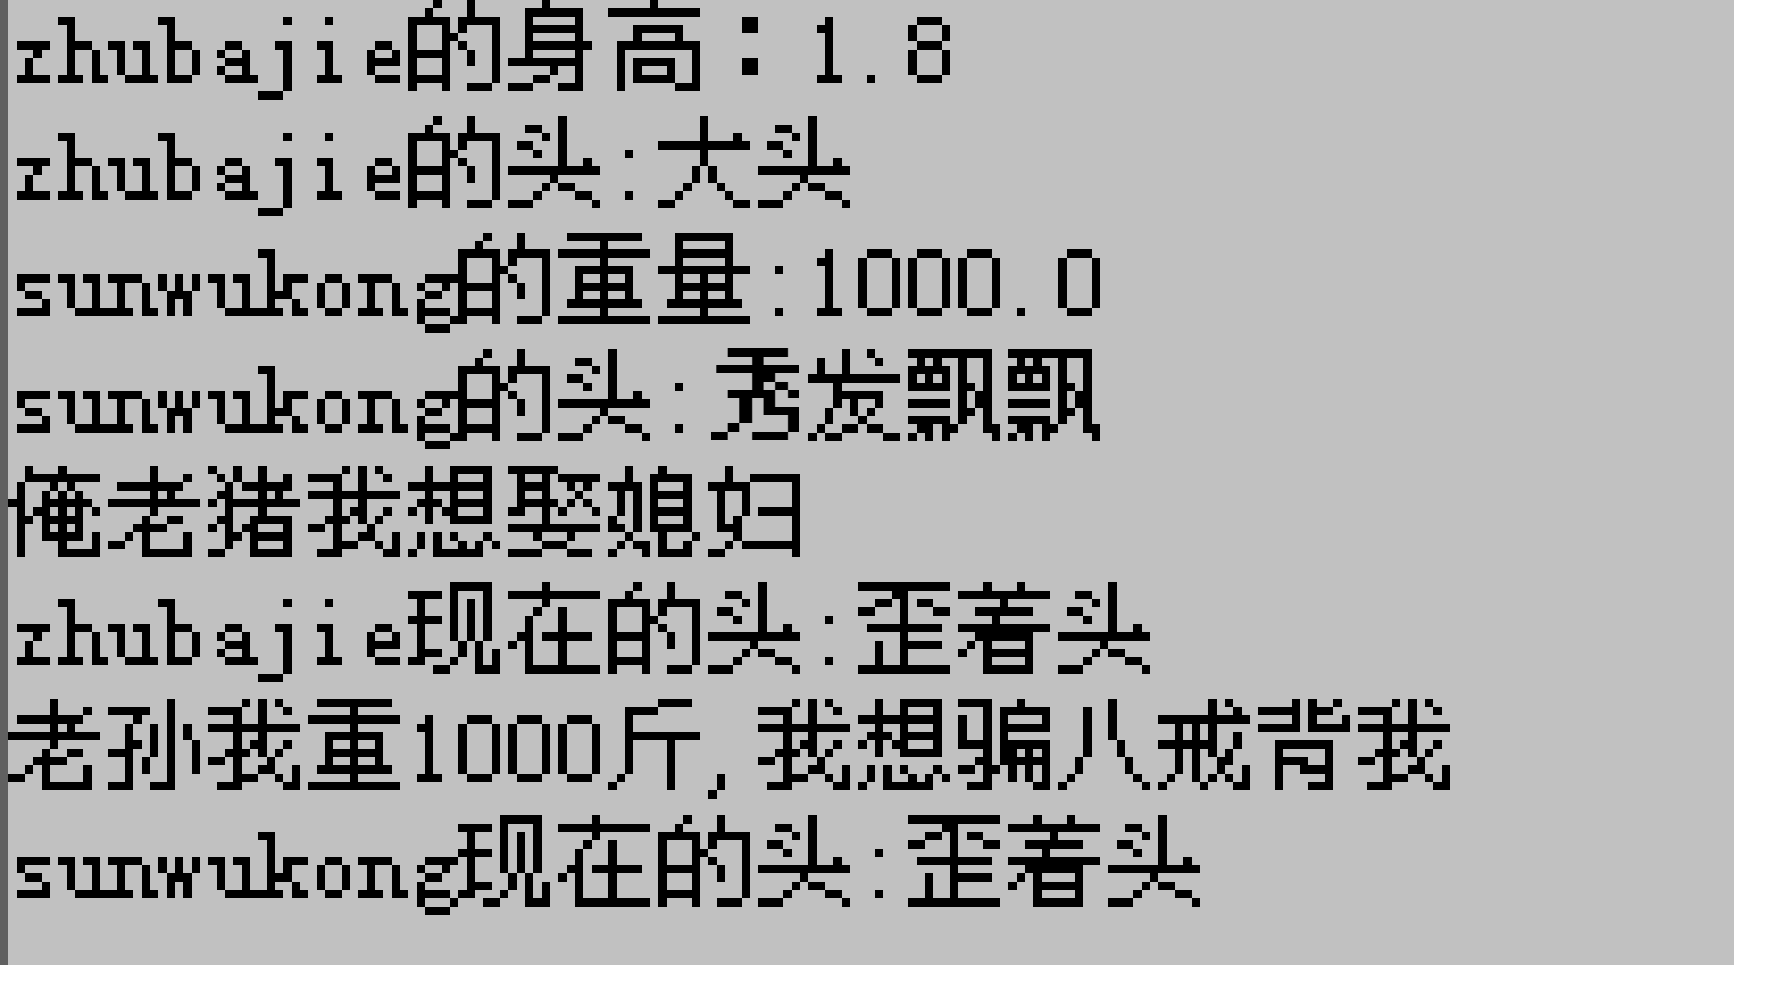 zhubajie的身高：1.8
zhubajie的头:大头
sunwukong的重量:1000.0
sunwukong的头:秀发飘飘
俺老猪我想娶媳妇
zhubajie现在的头:歪着头
老孙我重1000斤,我想骗八戒背我
sunwukong现在的头:歪着头